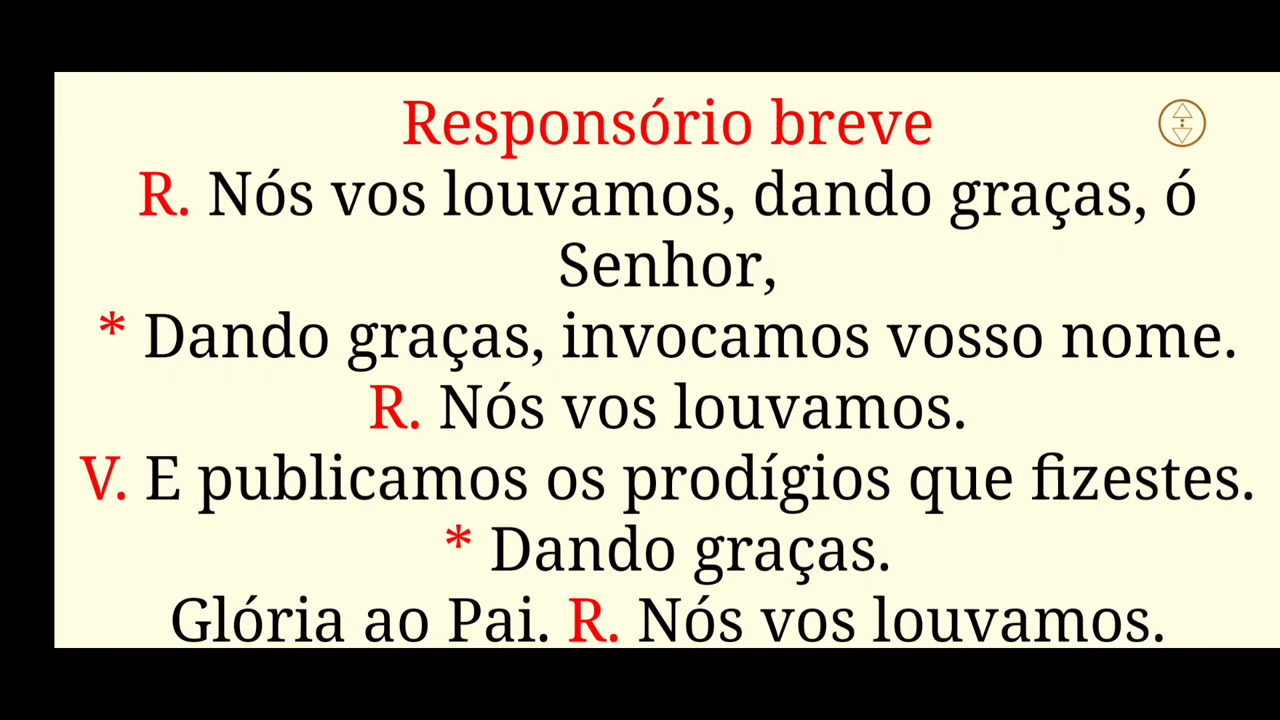 Responsório breve
R. Nós vos louvamos, dando graças, ó
Senhor,
* Dando graças, invocamos vosso nome.
R. Nós vos louvamos.
V. E publicamos os prodígios que fizestes.
* Dando graças.
Glória ao Pai. R. Nós vos louvamos.